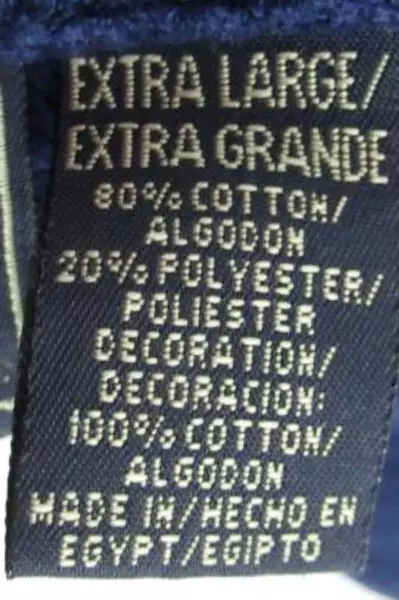 EXTRA LARGE/
EXTRA GRANDE
80% COTTON/
ALGODON
20% POLYESTER/
POLIESTER
DECORATION/
DECORACION:
100% COTTON/
ALGODON
MADE IN/HECHO EN
EGYPT/EGIPTO